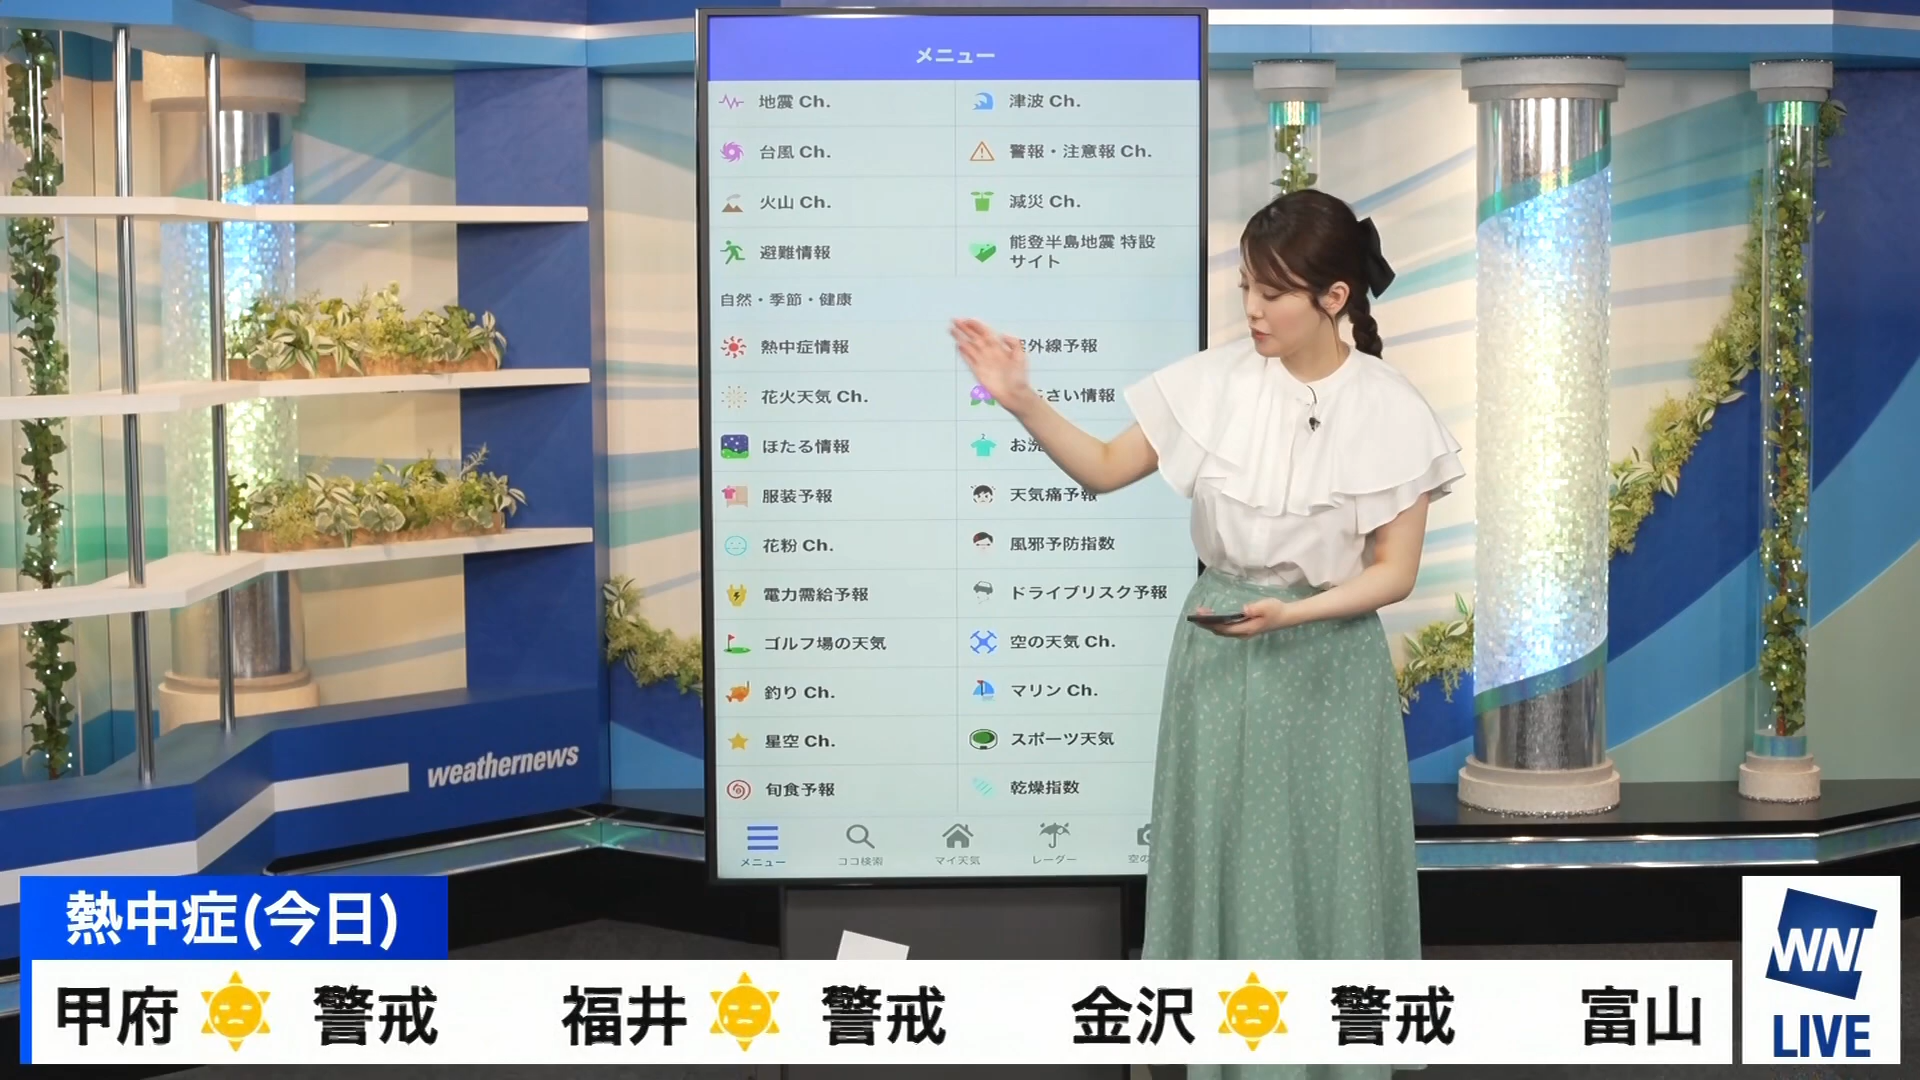 メニュー
地震 Ch.
津波 Ch.
台風 Ch.
警報・注意報 Ch.
火山 Ch.
減災 Ch.
避難情報
能登半島地震 特設
サイト
自然・季節・健康
熱中症情報
外線予報
花火天気 Ch.
さい情報
ほたる情報
お洗
服装予報
天気痛予報
花粉 Ch.
風邪予防指数
電力需給予報
ドライブリスク予報
ゴルフ場の天気
空の天気 Ch.
釣り Ch.
マリン Ch.
星空 Ch.
スポーツ天気
旬食予報
乾燥指数
メニュー
ココ検索
マイ天気
レーダー
空の
weathernews
熱中症(今日)
甲府 警戒 福井 警戒 金沢 警戒 富山
WNI
LIVE